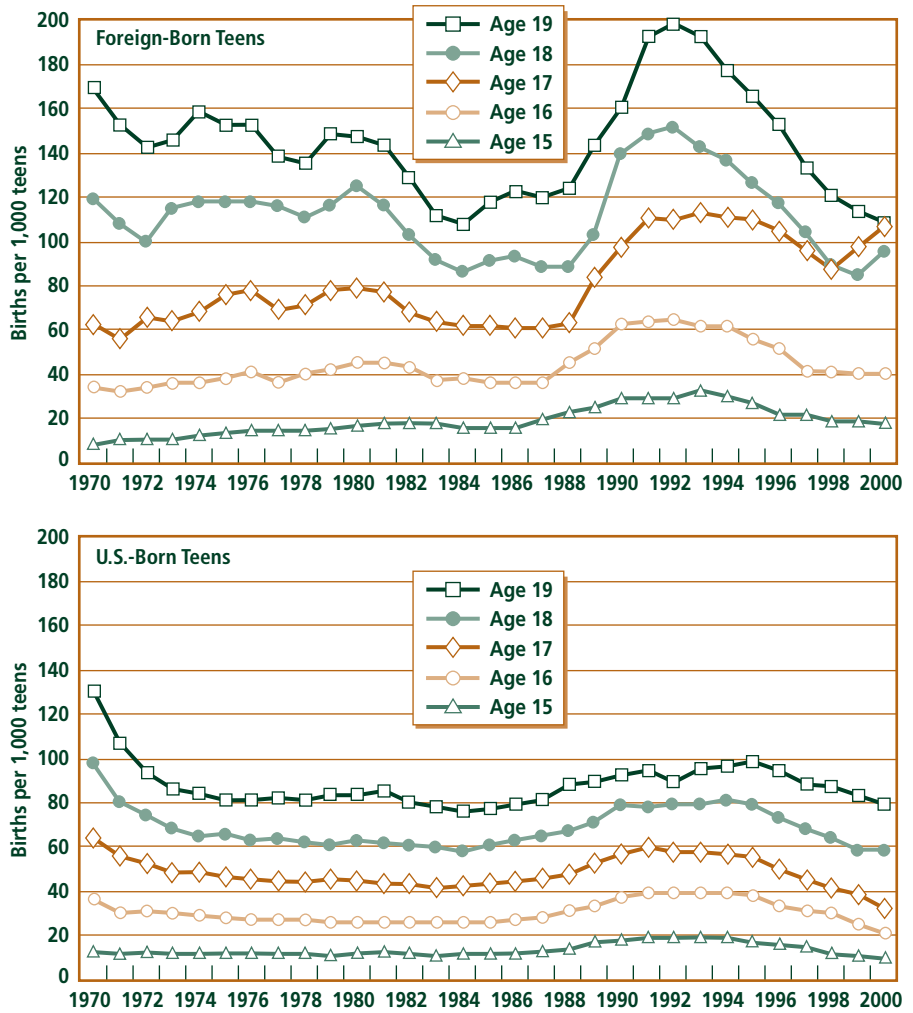 Foreign-Born Teens
Age 19
Age 18
Age 17
Age 16
Age 15
Births per 1,000 teens
200
180
160
140
120
100
80
60
40
20
0
1970 1972 1974 1976 1978 1980 1982 1984 1986 1988 1990 1992 1994 1996 1998 2000
U.S.-Born Teens
Age 19
Age 18
Age 17
Age 16
Age 15
Births per 1,000 teens
200
180
160
140
120
100
80
60
40
20
0
1970 1972 1974 1976 1978 1980 1982 1984 1986 1988 1990 1992 1994 1996 1998 2000